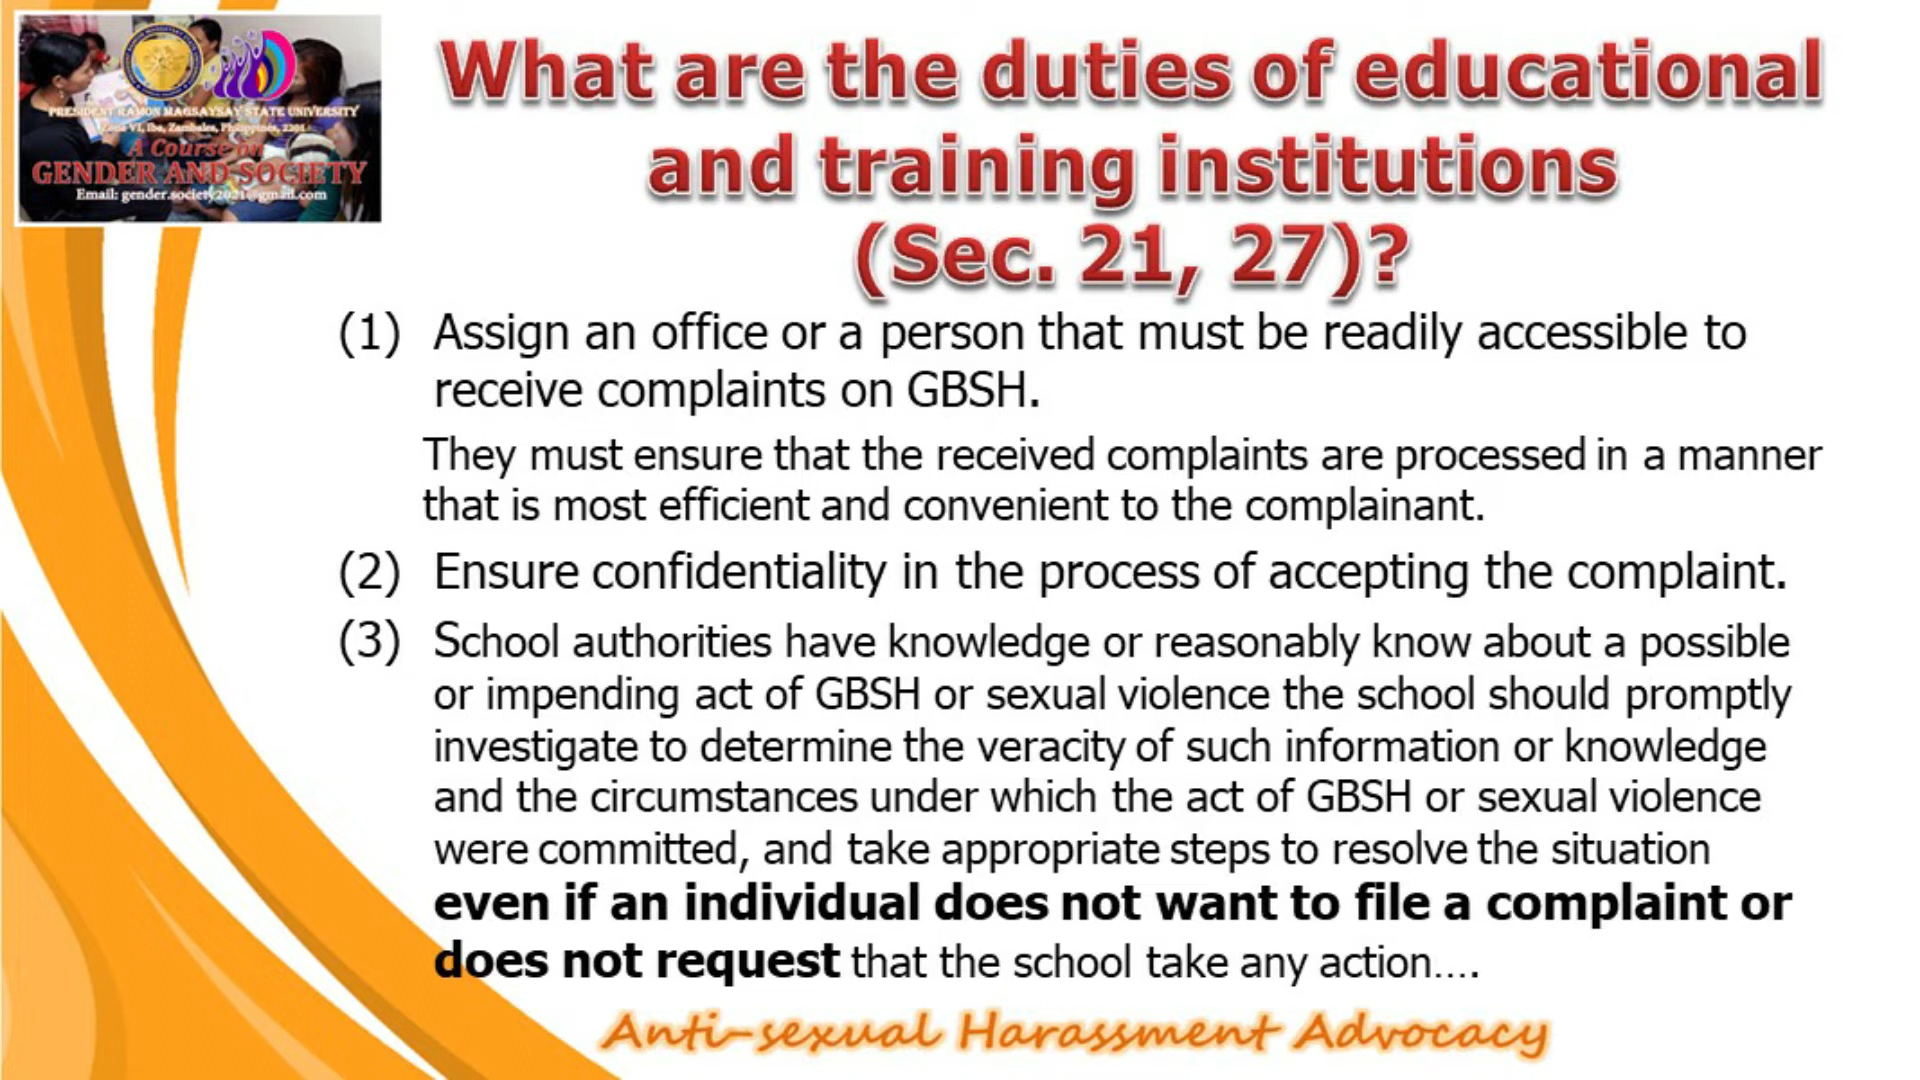 PRESIDENT RAMON MAGSAYSAY STATE UNIVERSITY
Zone VI, Iba, Zambales, Philippines, 2201
A Course on
GENDER AND SOCIETY
Email: gender.society2021@gmail.com
What are the duties of educational
and training institutions
(Sec. 21, 27)?
(1) Assign an office or a person that must be readily accessible to
receive complaints on GBSH.
They must ensure that the received complaints are processed in a manner
that is most efficient and convenient to the complainant.
(2) Ensure confidentiality in the process of accepting the complaint.
(3) School authorities have knowledge or reasonably know about a possible
or impending act of GBSH or sexual violence the school should promptly
investigate to determine the veracity of such information or knowledge
and the circumstances under which the act of GBSH or sexual violence
were committed, and take appropriate steps to resolve the situation
even if an individual does not want to file a complaint or
does not request that the school take any action….
Anti-sexual Harassment Advocacy